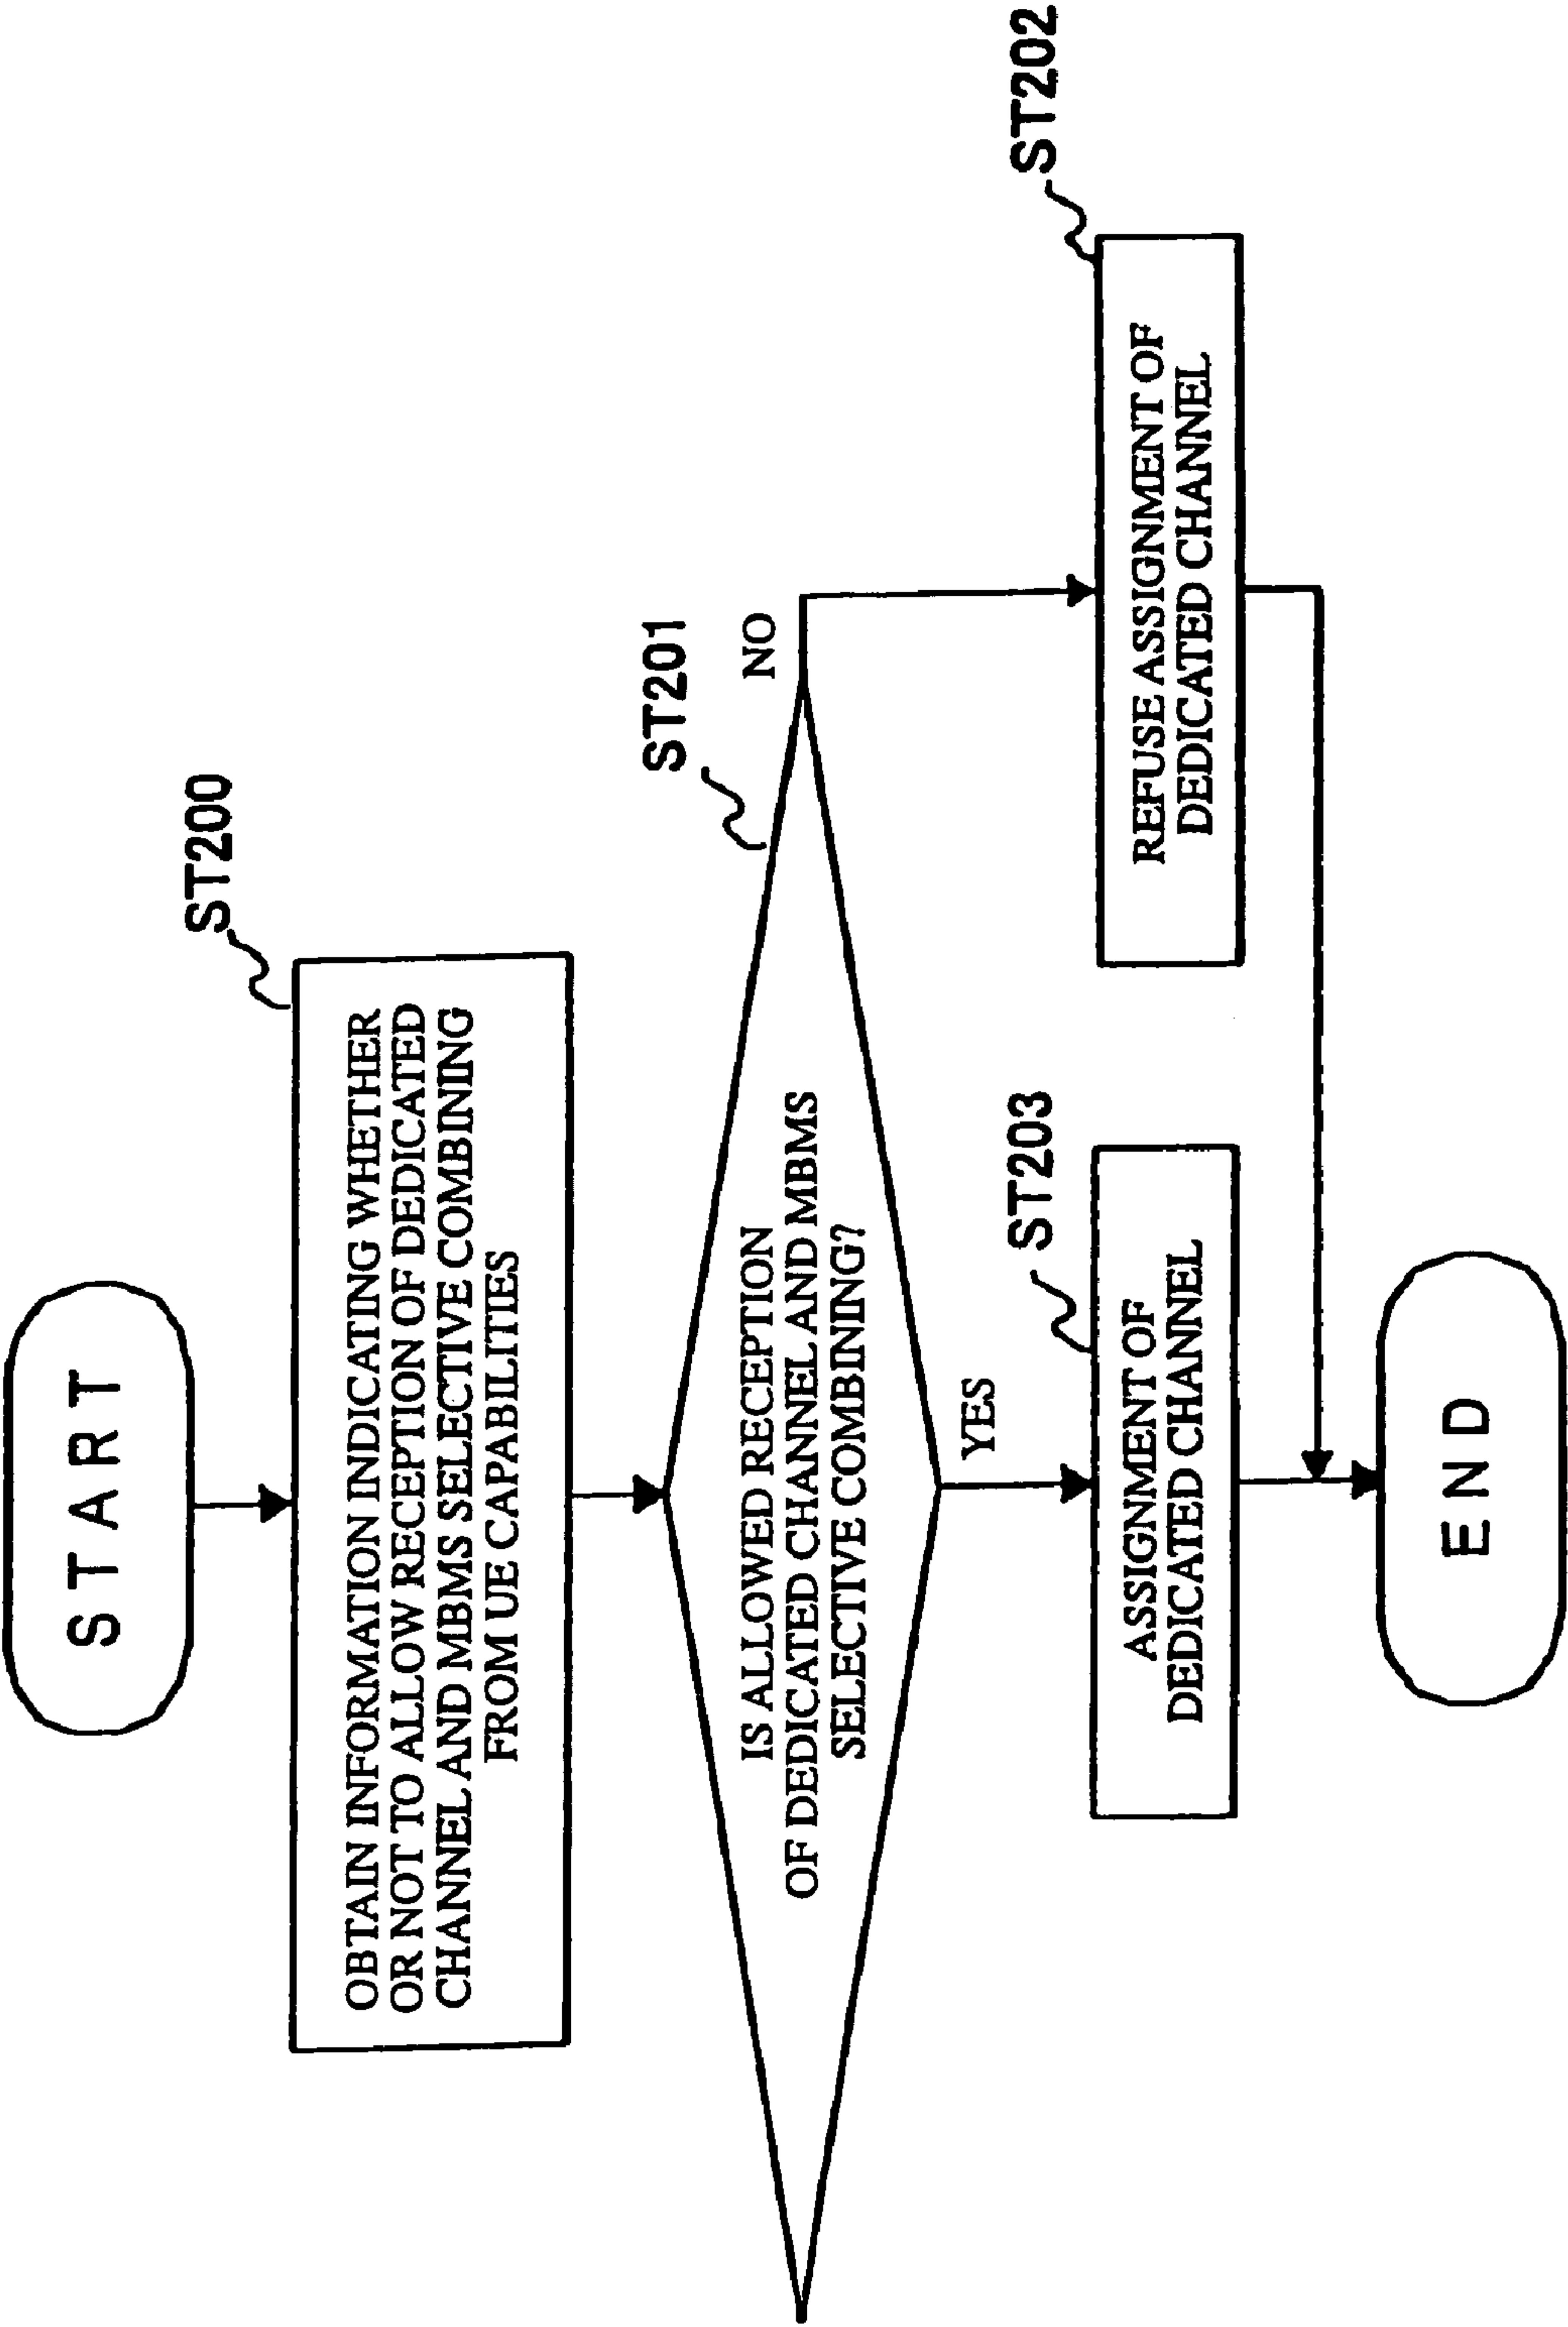 START
ST200
OBTAIN INFORMATION INDICATING WHETHER
OR NOT TO ALLOW RECEPTION OF DEDICATED
CHANNEL AND MBMS SELECTIVE COMBINING
FROM UE CAPABILITIES
ST201
IS ALLOWED RECEPTION
OF DEDICATED CHANNEL AND MBMS
SELECTIVE COMBINING?
NO
YES
ST203
ASSIGNMENT OF
DEDICATED CHANNEL
ST202
REFUSE ASSIGNMENT OF
DEDICATED CHANNEL
END